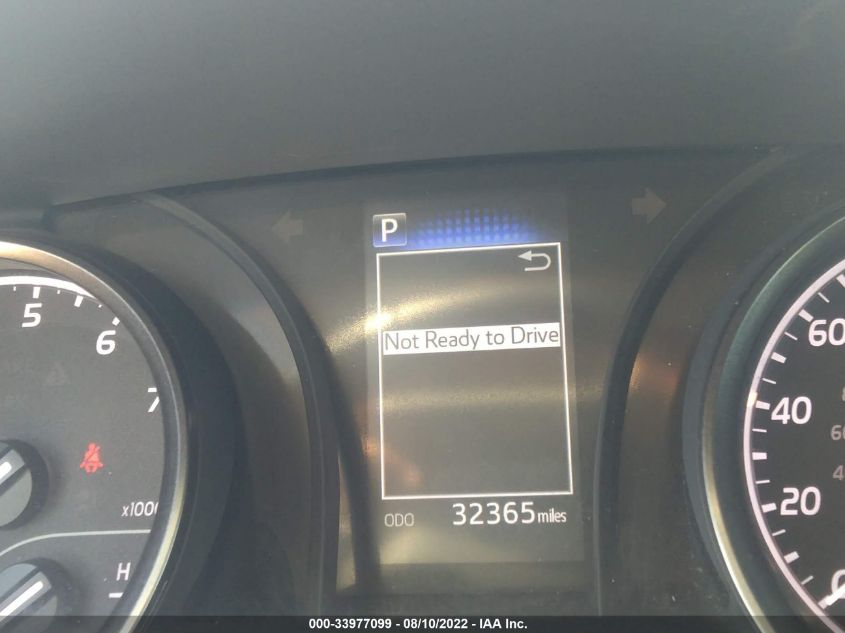 P
Not Ready to Drive
5
6
7
x1000
H
60
40
20
0
ODO 32365 miles
000-33977099 - 08/10/2022 - IAA Inc.